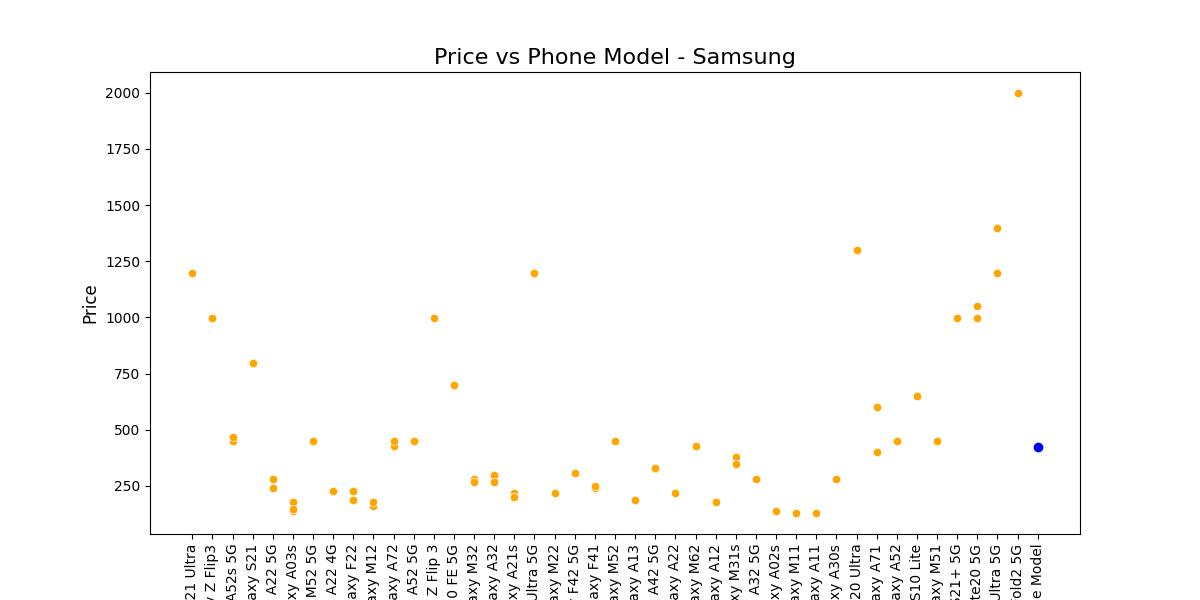 Price vs Phone Model - Samsung
Price
2000
1750
1500
1250
1000
750
500
250
21 Ultra
Z Flip3
A52s 5G
axy S21
A22 5G
xy A03s
M52 5G
A22 4G
axy F22
axy M12
axy A72
A52 5G
Z Flip 3
0 FE 5G
axy M32
axy A32
xy A21s
Ultra 5G
axy M22
F42 5G
axy F41
axy M52
axy A13
A42 5G
axy A22
axy M62
axy A12
xy M31s
A32 5G
xy A02s
axy M11
axy A11
xy A30s
20 Ultra
axy A71
axy A52
S10 Lite
axy M51
S21+ 5G
te20 5G
Ultra 5G
old2 5G
e Model